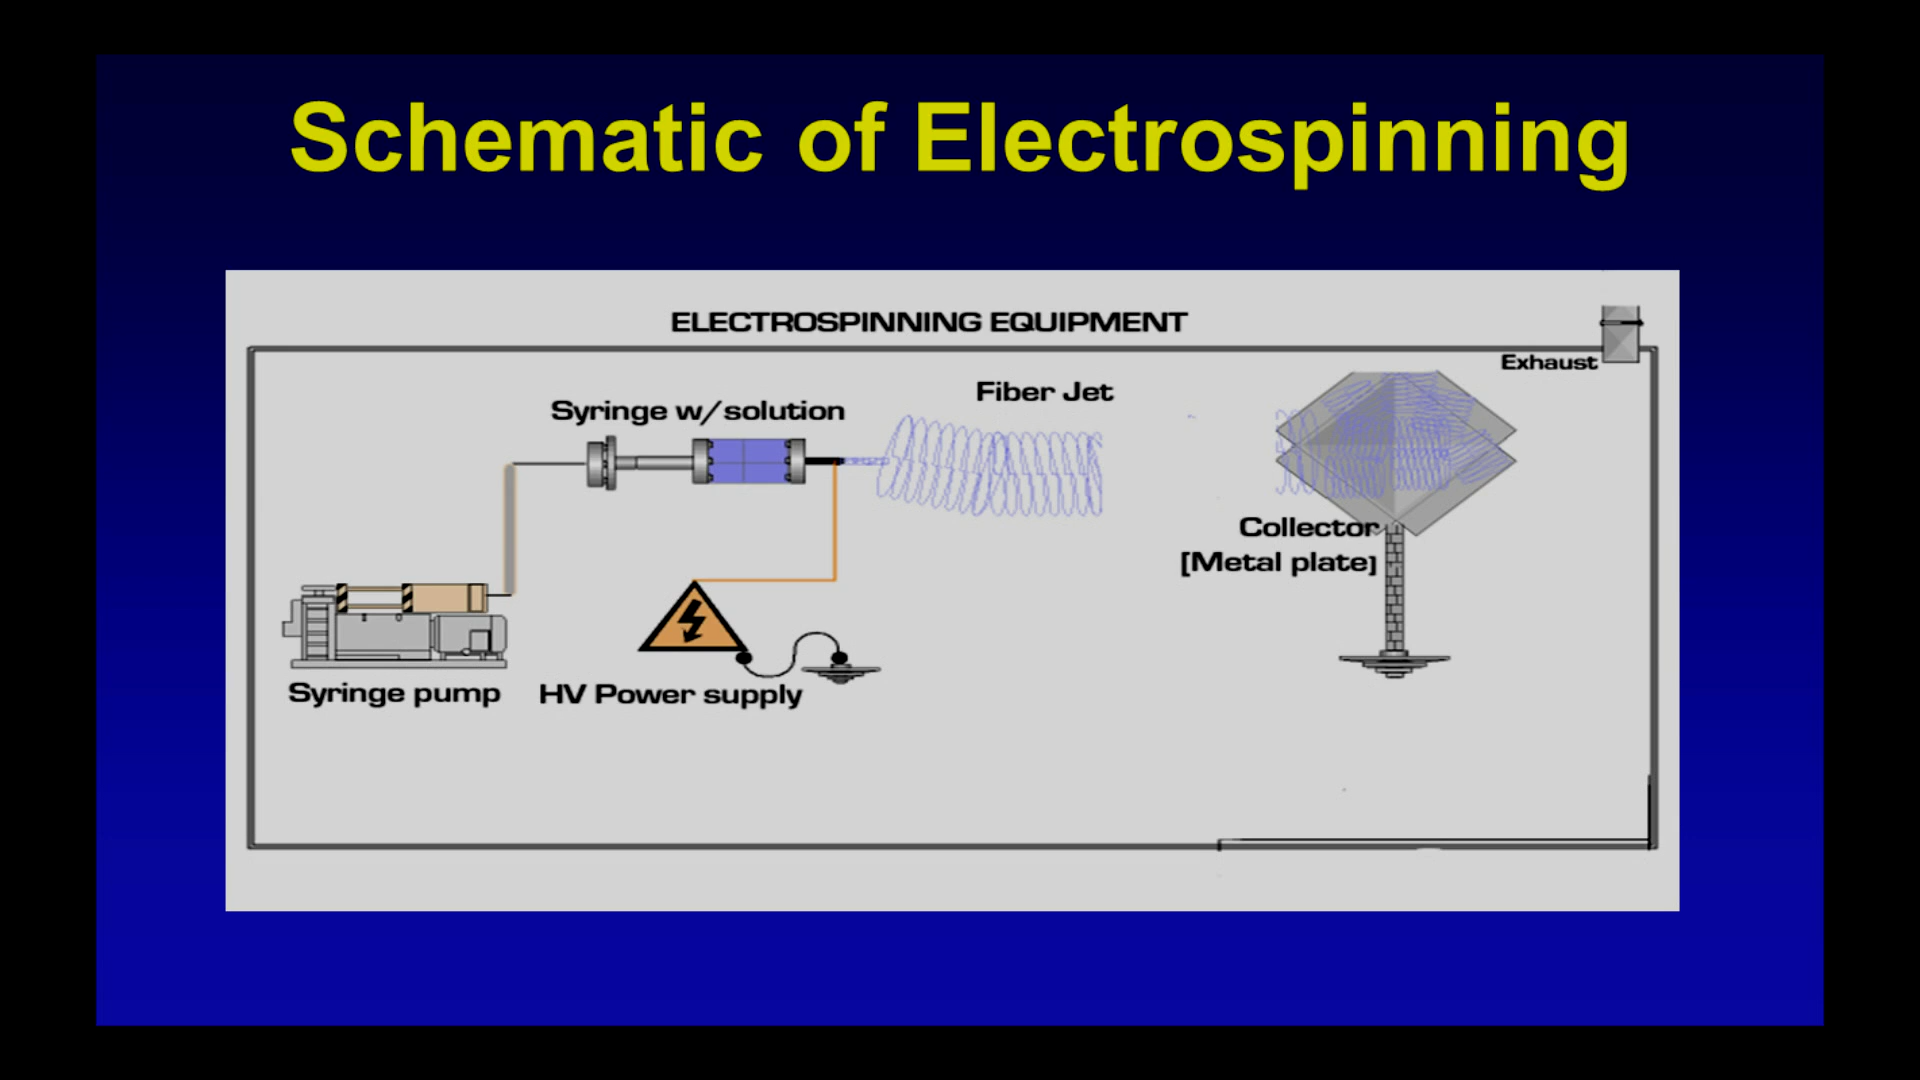 Schematic of Electrospinning
ELECTROSPINNING EQUIPMENT
Exhaust
Fiber Jet
Syringe w/solution
Collector
[Metal plate]
Syringe pump
HV Power supply